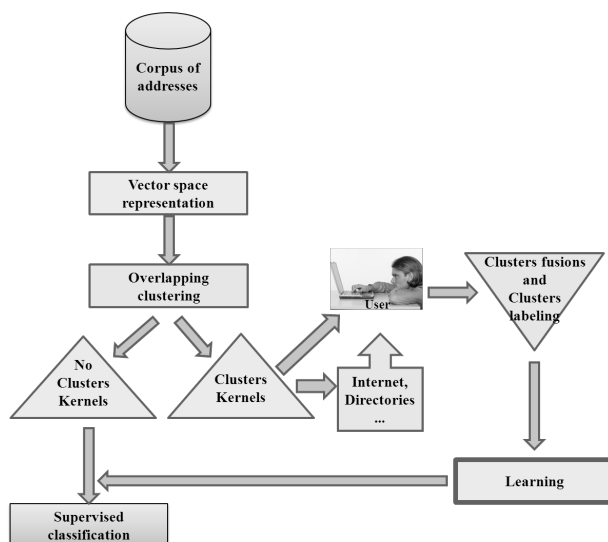 Corpus of
addresses
Vector space
representation
Overlapping
clustering
User
Clusters fusions
and
Clusters
labeling
No
Clusters
Kernels
Clusters
Kernels
Internet,
Directories
...
Learning
Supervised
classification